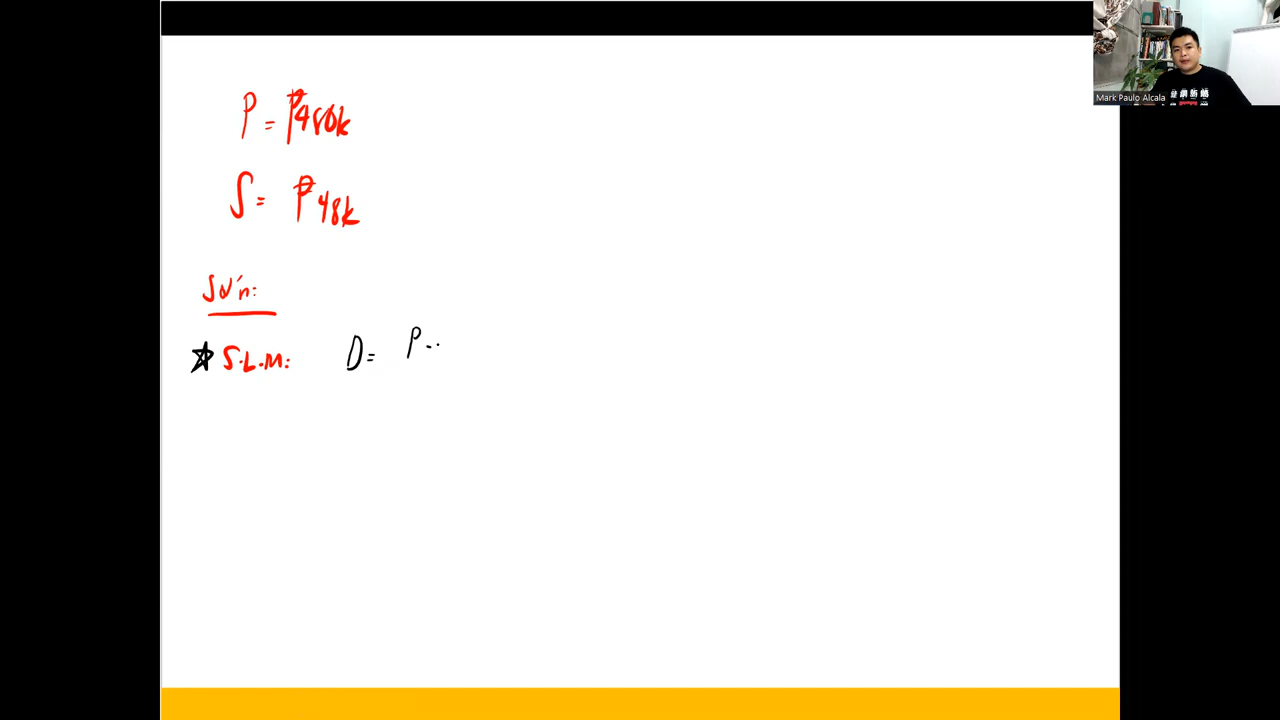 P = ₱480k
S = ₱48k
Sol'n:
☆ S.L.M: D = P -
Mark Paulo Alcala